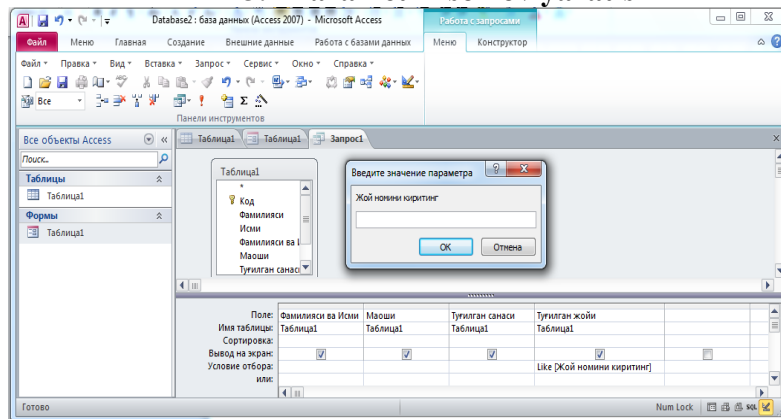 Database2 : база данных (Access 2007) - Microsoft Access
Работа с запросами
Файл Меню Главная Создание Внешние данные Работа с базами данных Меню Конструктор
Файл Правка Вид Вставка Запрос Сервис Окно Справка
Все
Панели инструментов
Все объекты Access
Таблица1 Таблица1 Запрос1
Поиск...
Таблицы
Таблица1
Формы
Таблица1
Таблица1
*
Код
Фамилияси
Исми
Фамилияси ва
Маоши
Туғилган санаси
Введите значение параметра
Жой номини киритинг
ОК Отмена
Поле: Фамилияси ва Исми Маоши Туғилган санаси Туғилган жойи
Имя таблицы: Таблица1 Таблица1 Таблица1 Таблица1
Сортировка:
Вывод на экран:
Условие отбора: Like [Жой номини киритинг]
или:
Готово Num Lock SQL